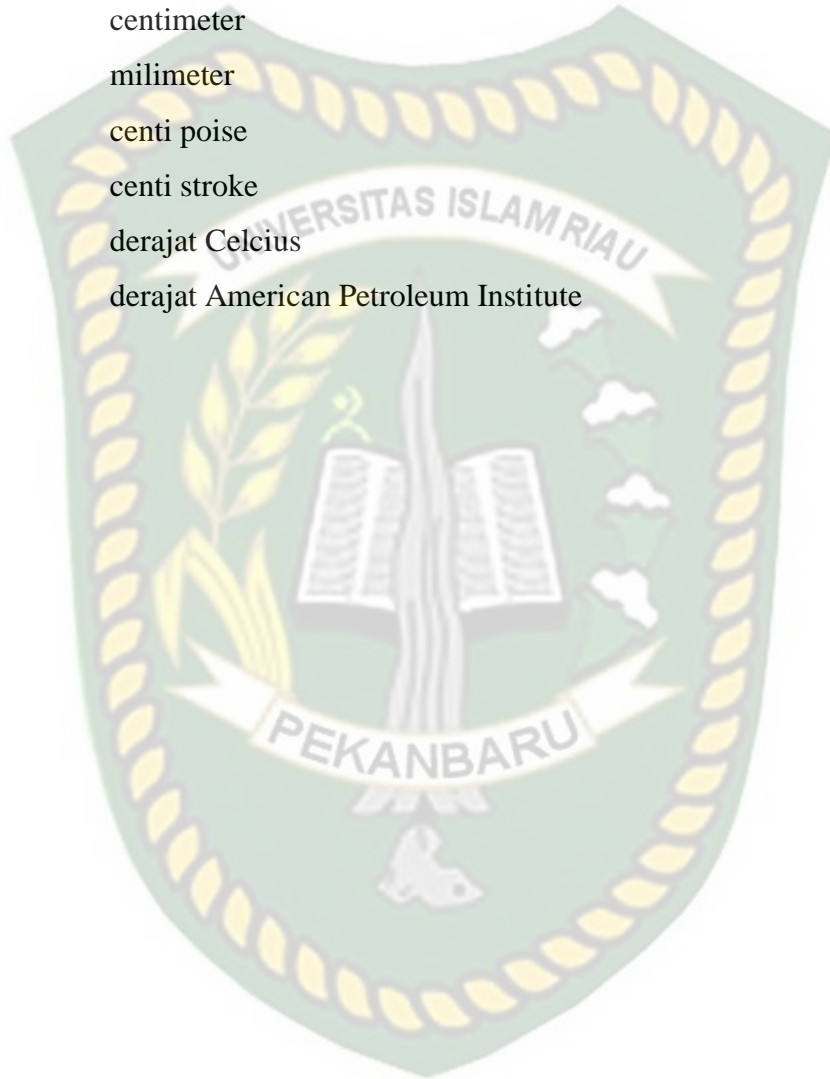 centimeter
milimeter
centi poise
centi stroke
derajat Celcius
derajat American Petroleum Institute
UNIVERSITAS ISLAM RIAU
PEKANBARU